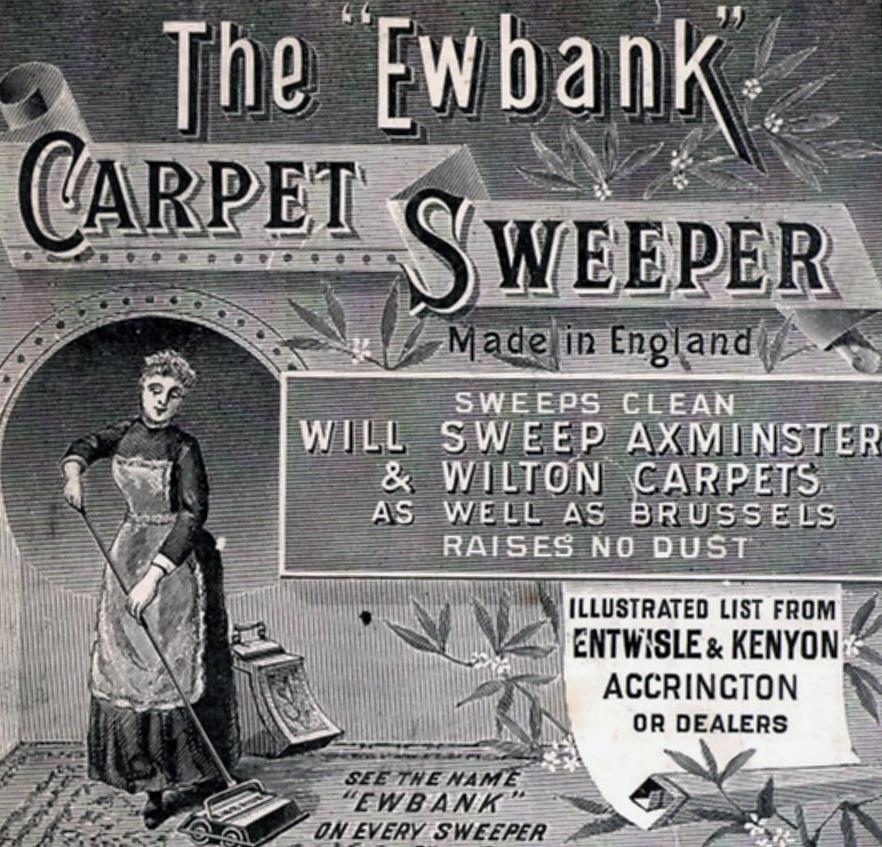 The "Ewbank"
CARPET
SWEEPER
Made in England
SWEEPS CLEAN
WILL SWEEP AXMINSTER
& WILTON CARPETS
AS WELL AS BRUSSELS
RAISES NO DUST
ILLUSTRATED LIST FROM
ENTWISLE & KENYON
ACCRINGTON
OR DEALERS
SEE THE NAME
"EWBANK"
ON EVERY SWEEPER